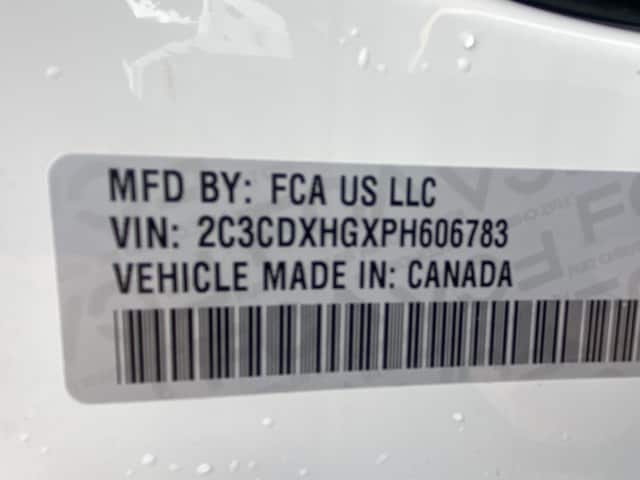 MFD BY: FCA US LLC
VIN: 2C3CDXHGXPH606783
VEHICLE MADE IN: CANADA